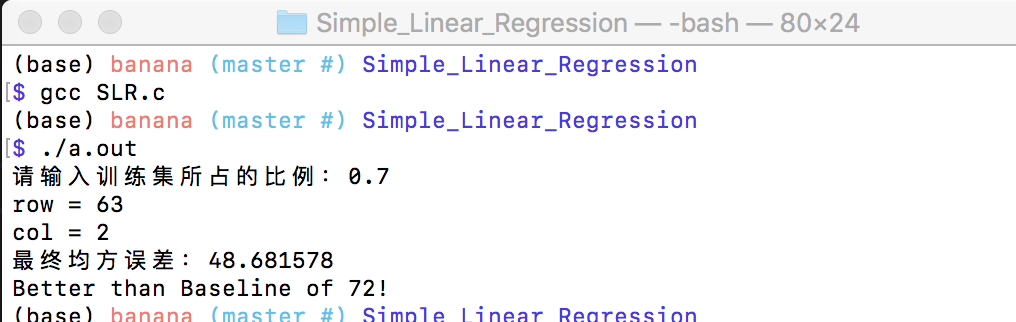 Simple_Linear_Regression — -bash — 80×24
(base) banana (master #) Simple_Linear_Regression
[$ gcc SLR.c
(base) banana (master #) Simple_Linear_Regression
[$ ./a.out
请输入训练集所占的比例：0.7
row = 63
col = 2
最终均方误差：48.681578
Better than Baseline of 72!
(base) banana (master #) Simple_Linear_Regression